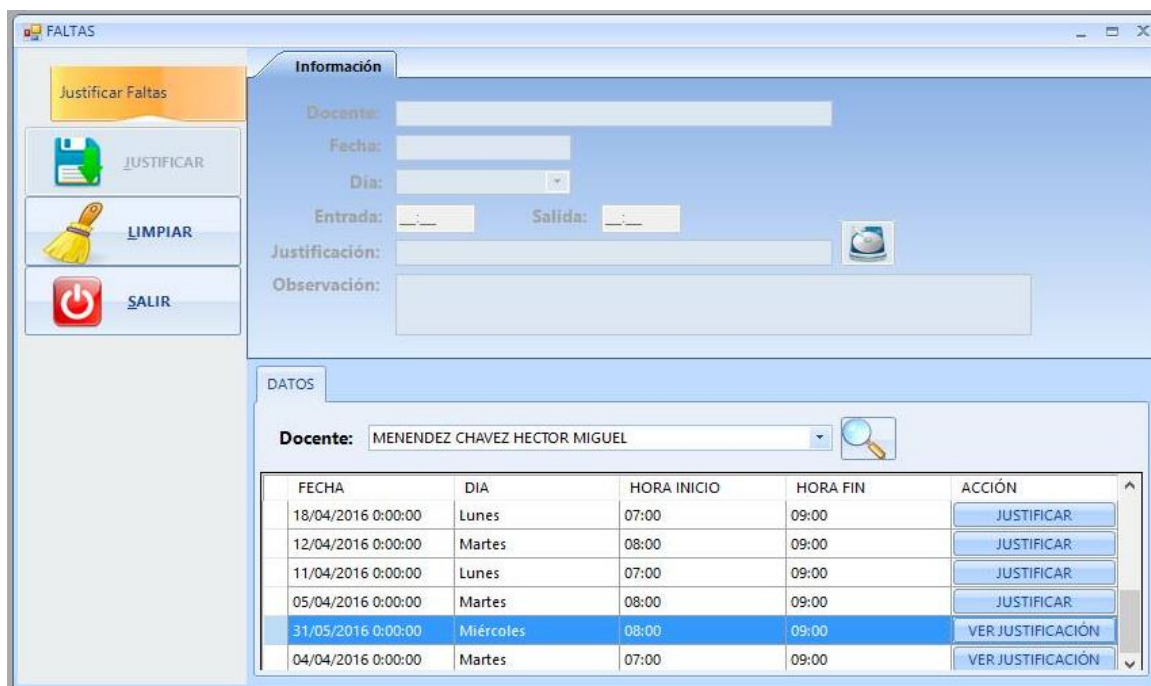 FALTAS
Justificar Faltas
JUSTIFICAR
LIMPIAR
SALIR
Información
Docente:
Fecha:
Dia:
Entrada: __:__ Salida: __:__
Justificación:
Observación:
DATOS
Docente: MENENDEZ CHAVEZ HECTOR MIGUEL
FECHA DIA HORA INICIO HORA FIN ACCIÓN
18/04/2016 0:00:00 Lunes 07:00 09:00 JUSTIFICAR
12/04/2016 0:00:00 Martes 08:00 09:00 JUSTIFICAR
11/04/2016 0:00:00 Lunes 07:00 09:00 JUSTIFICAR
05/04/2016 0:00:00 Martes 08:00 09:00 JUSTIFICAR
31/05/2016 0:00:00 Miércoles 08:00 09:00 VER JUSTIFICACIÓN
04/04/2016 0:00:00 Martes 07:00 09:00 VER JUSTIFICACIÓN